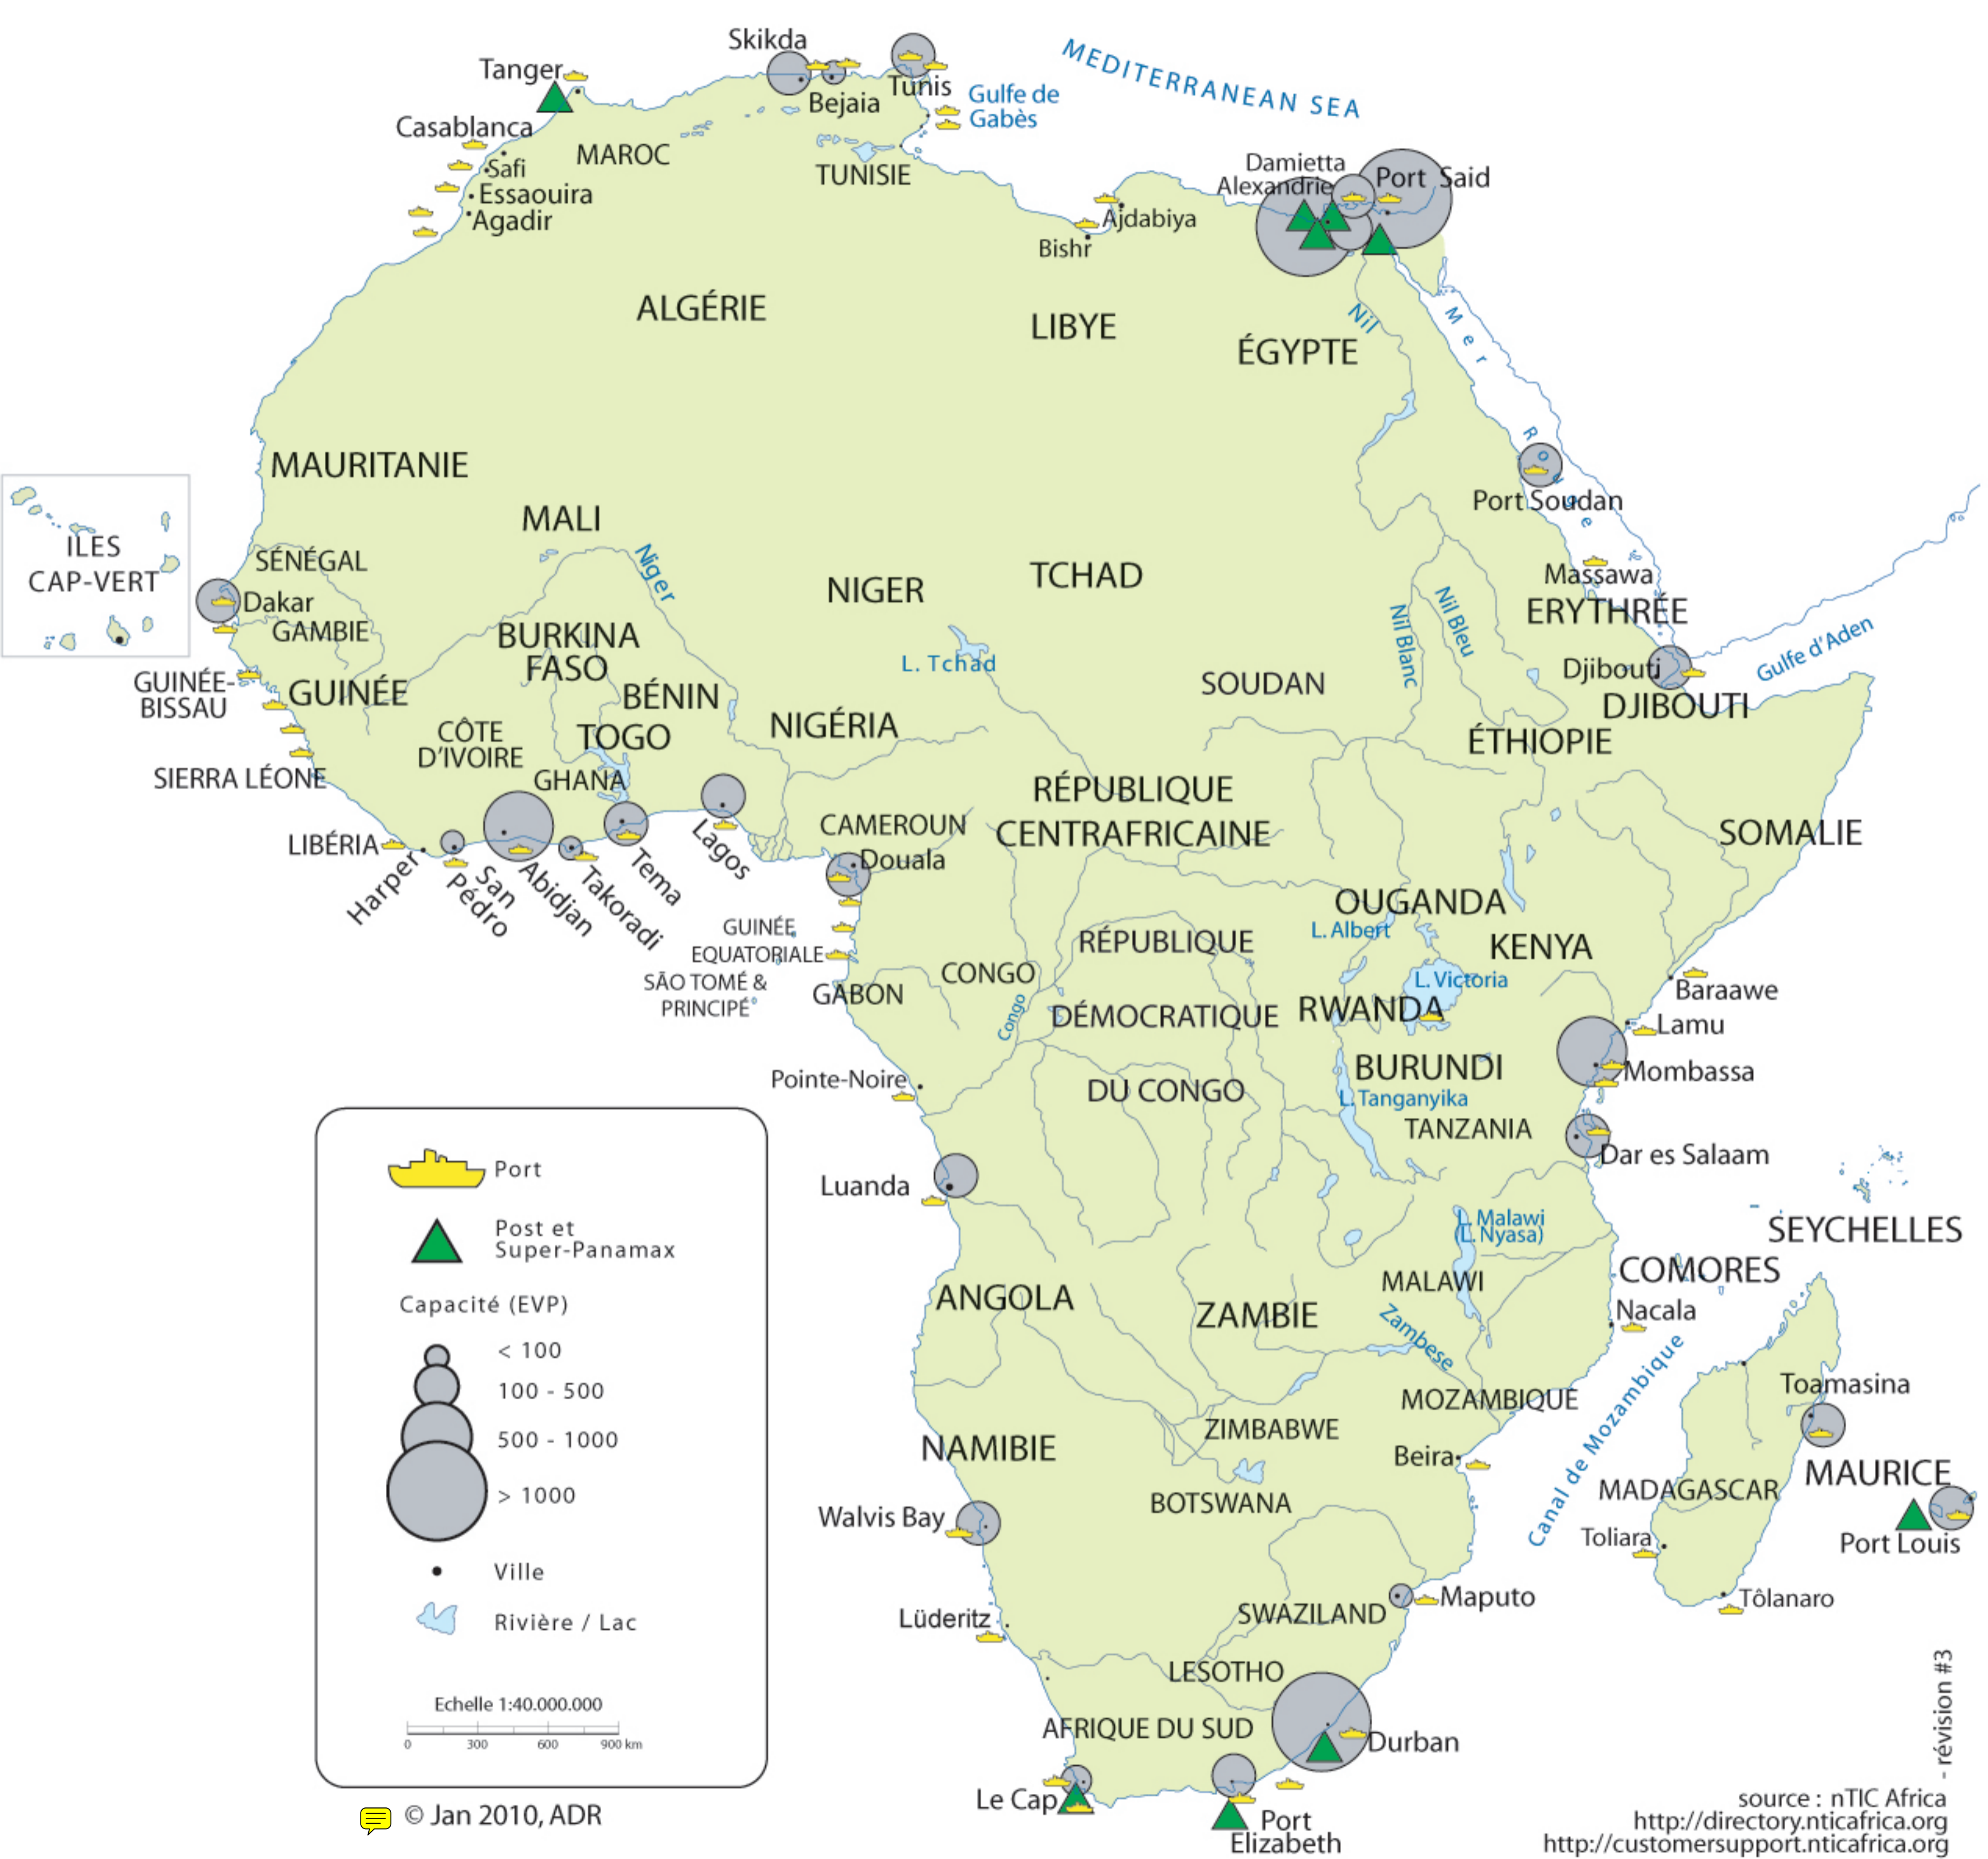 Skikda
Tanger
Tunis
Bejaia
MEDITERRANEAN SEA
Gulfe de
Gabès
Casablanca
Safi
Essaouira
Agadir
MAROC
TUNISIE
Damietta
Alexandrie
Port Said
Ajdabiya
Bishr
ALGÉRIE
LIBYE
ÉGYPTE
Nil
Mer Rouge
MAURITANIE
MALI
Niger
NIGER
TCHAD
Port Soudan
ILES
CAP-VERT
SÉNÉGAL
Dakar
GAMBIE
Massawa
ERYTHRÉE
Nil Blanc
Nil Bleu
BURKINA
FASO
L. Tchad
SOUDAN
Djibouti
DJIBOUTI
Gulfe d'Aden
GUINÉE-
BISSAU
GUINÉE
BÉNIN
CÔTE
D'IVOIRE
TOGO
NIGÉRIA
ÉTHIOPIE
SIERRA LÉONE
GHANA
RÉPUBLIQUE
CENTRAFRICAINE
CAMEROUN
SOMALIE
LIBÉRIA
Harper
San
Pédro
Abidjan
Takoradi
Tema
Lagos
Douala
GUINÉE
EQUATORIALE
SÃO TOMÉ &
PRINCIPÉ
GABON
CONGO
Congo
RÉPUBLIQUE
DÉMOCRATIQUE
DU CONGO
OUGANDA
L. Albert
KENYA
L. Victoria
RWANDA
Baraawe
Lamu
BURUNDI
Mombassa
L. Tanganyika
TANZANIA
Dar es Salaam
Pointe-Noire
Luanda
L. Malawi
(L. Nyasa)
SEYCHELLES
COMORES
MALAWI
ANGOLA
ZAMBIE
Zambese
Nacala
Canal de Mozambique
MOZAMBIQUE
Toamasina
ZIMBABWE
NAMIBIE
Beira
MAURICE
MADAGASCAR
BOTSWANA
Walvis Bay
Toliara
Port Louis
Tôlanaro
Maputo
SWAZILAND
Lüderitz
LESOTHO
AFRIQUE DU SUD
Durban
Le Cap
Port
Elizabeth
Port
Post et
Super-Panamax
Capacité (EVP)
< 100
100 - 500
500 - 1000
> 1000
Ville
Rivière / Lac
Echelle 1:40.000.000
0 300 600 900 km
© Jan 2010, ADR
- révision #3
source : nTIC Africa
http://directory.nticafrica.org
http://customersupport.nticafrica.org